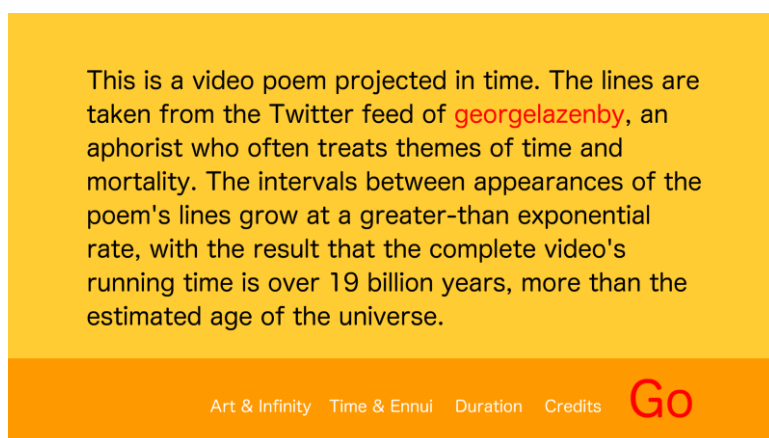 This is a video poem projected in time. The lines are
taken from the Twitter feed of georgelazenby, an
aphorist who often treats themes of time and
mortality. The intervals between appearances of the
poem's lines grow at a greater-than exponential
rate, with the result that the complete video's
running time is over 19 billion years, more than the
estimated age of the universe.
Art & Infinity Time & Ennui Duration Credits Go